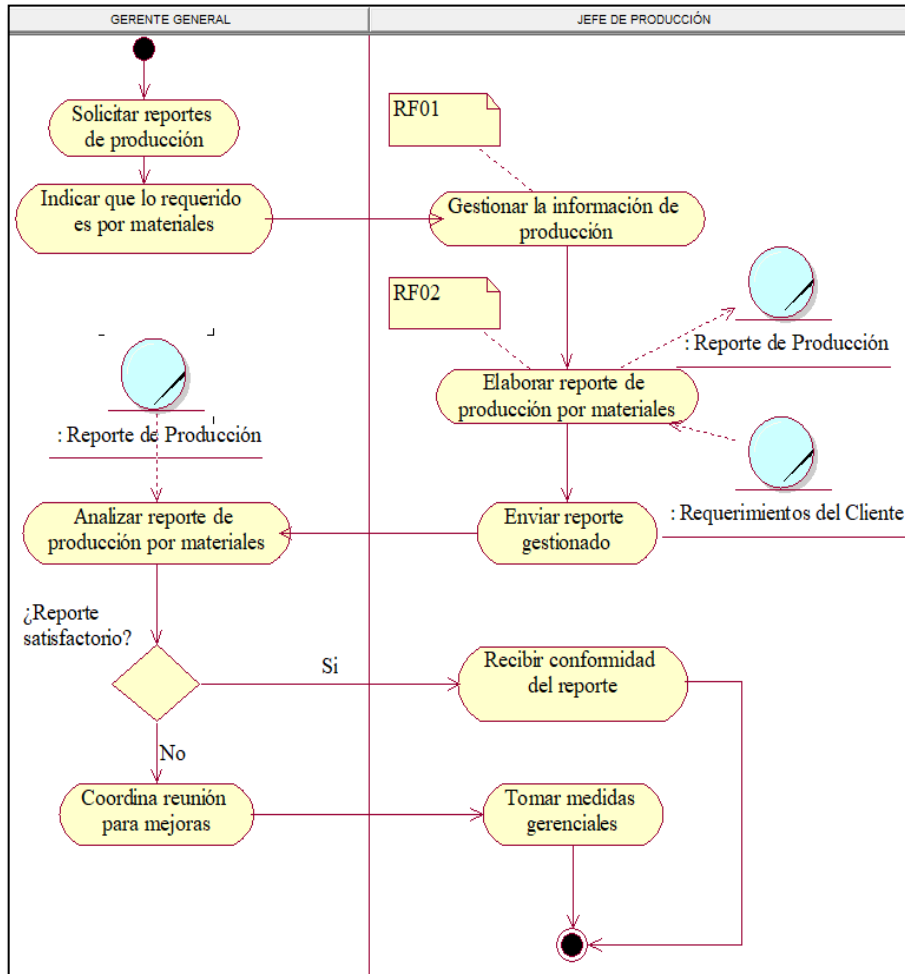 GERENTE GENERAL
JEFE DE PRODUCCIÓN
Solicitar reportes
de producción
RF01
Indicar que lo requerido
es por materiales
Gestionar la información de
producción
RF02
: Reporte de Producción
Elaborar reporte de
producción por materiales
: Reporte de Producción
: Requerimientos del Cliente
Analizar reporte de
producción por materiales
Enviar reporte
gestionado
¿Reporte
satisfactorio?
Si
Recibir conformidad
del reporte
No
Coordina reunión
para mejoras
Tomar medidas
gerenciales